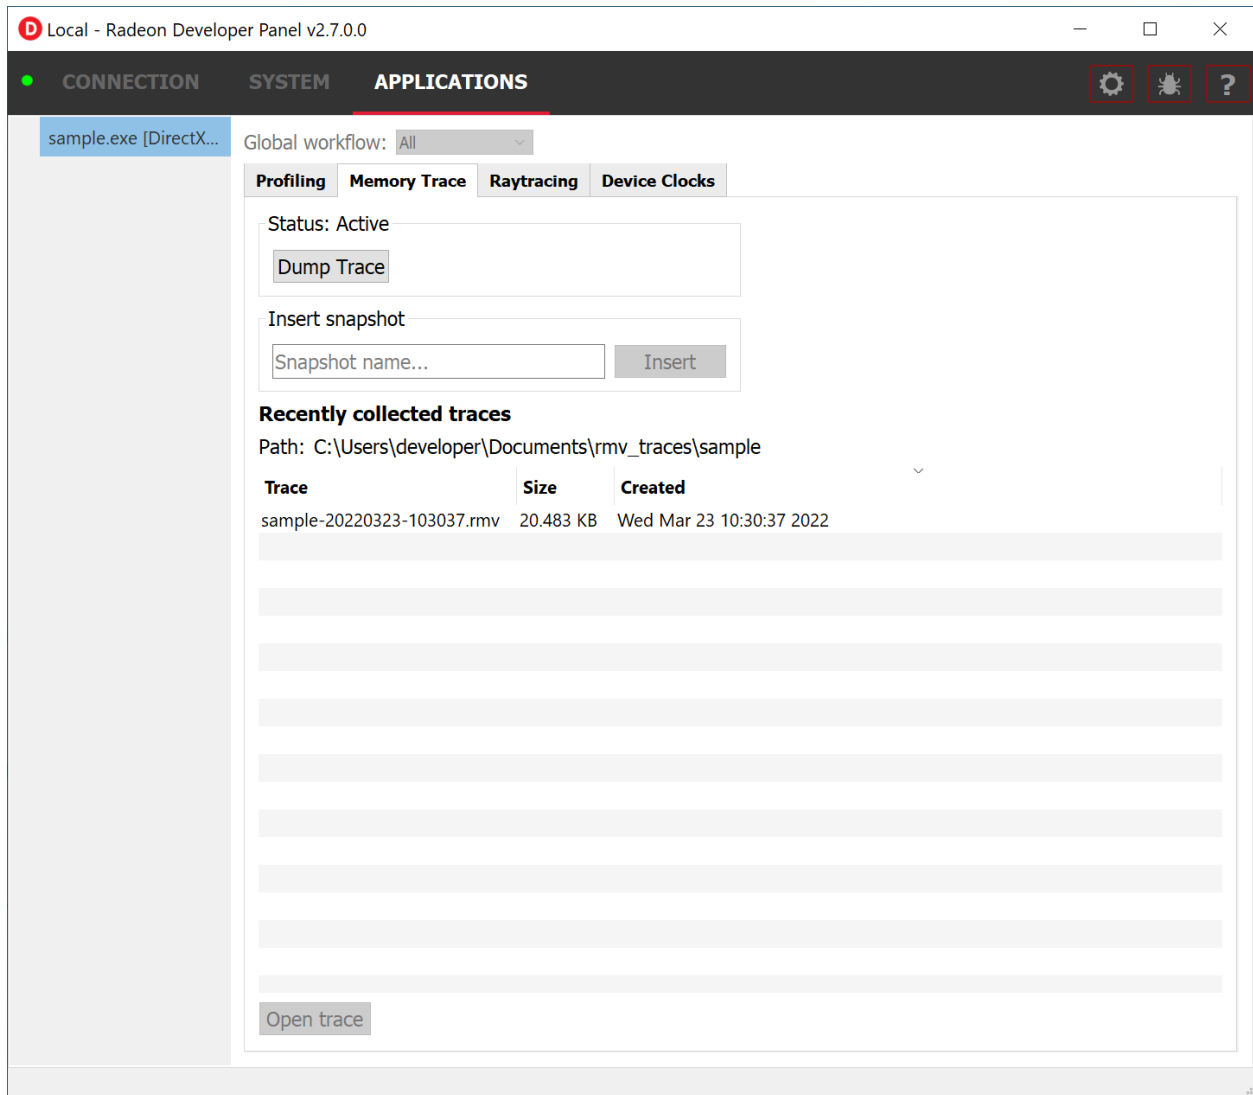 D Local - Radeon Developer Panel v2.7.0.0
CONNECTION SYSTEM APPLICATIONS ?
sample.exe [DirectX...
Global workflow: All
Profiling Memory Trace Raytracing Device Clocks
Status: Active
Dump Trace
Insert snapshot
Snapshot name... Insert
Recently collected traces
Path: C:\Users\developer\Documents\rmv_traces\sample
Trace Size Created
sample-20220323-103037.rmv 20.483 KB Wed Mar 23 10:30:37 2022
Open trace